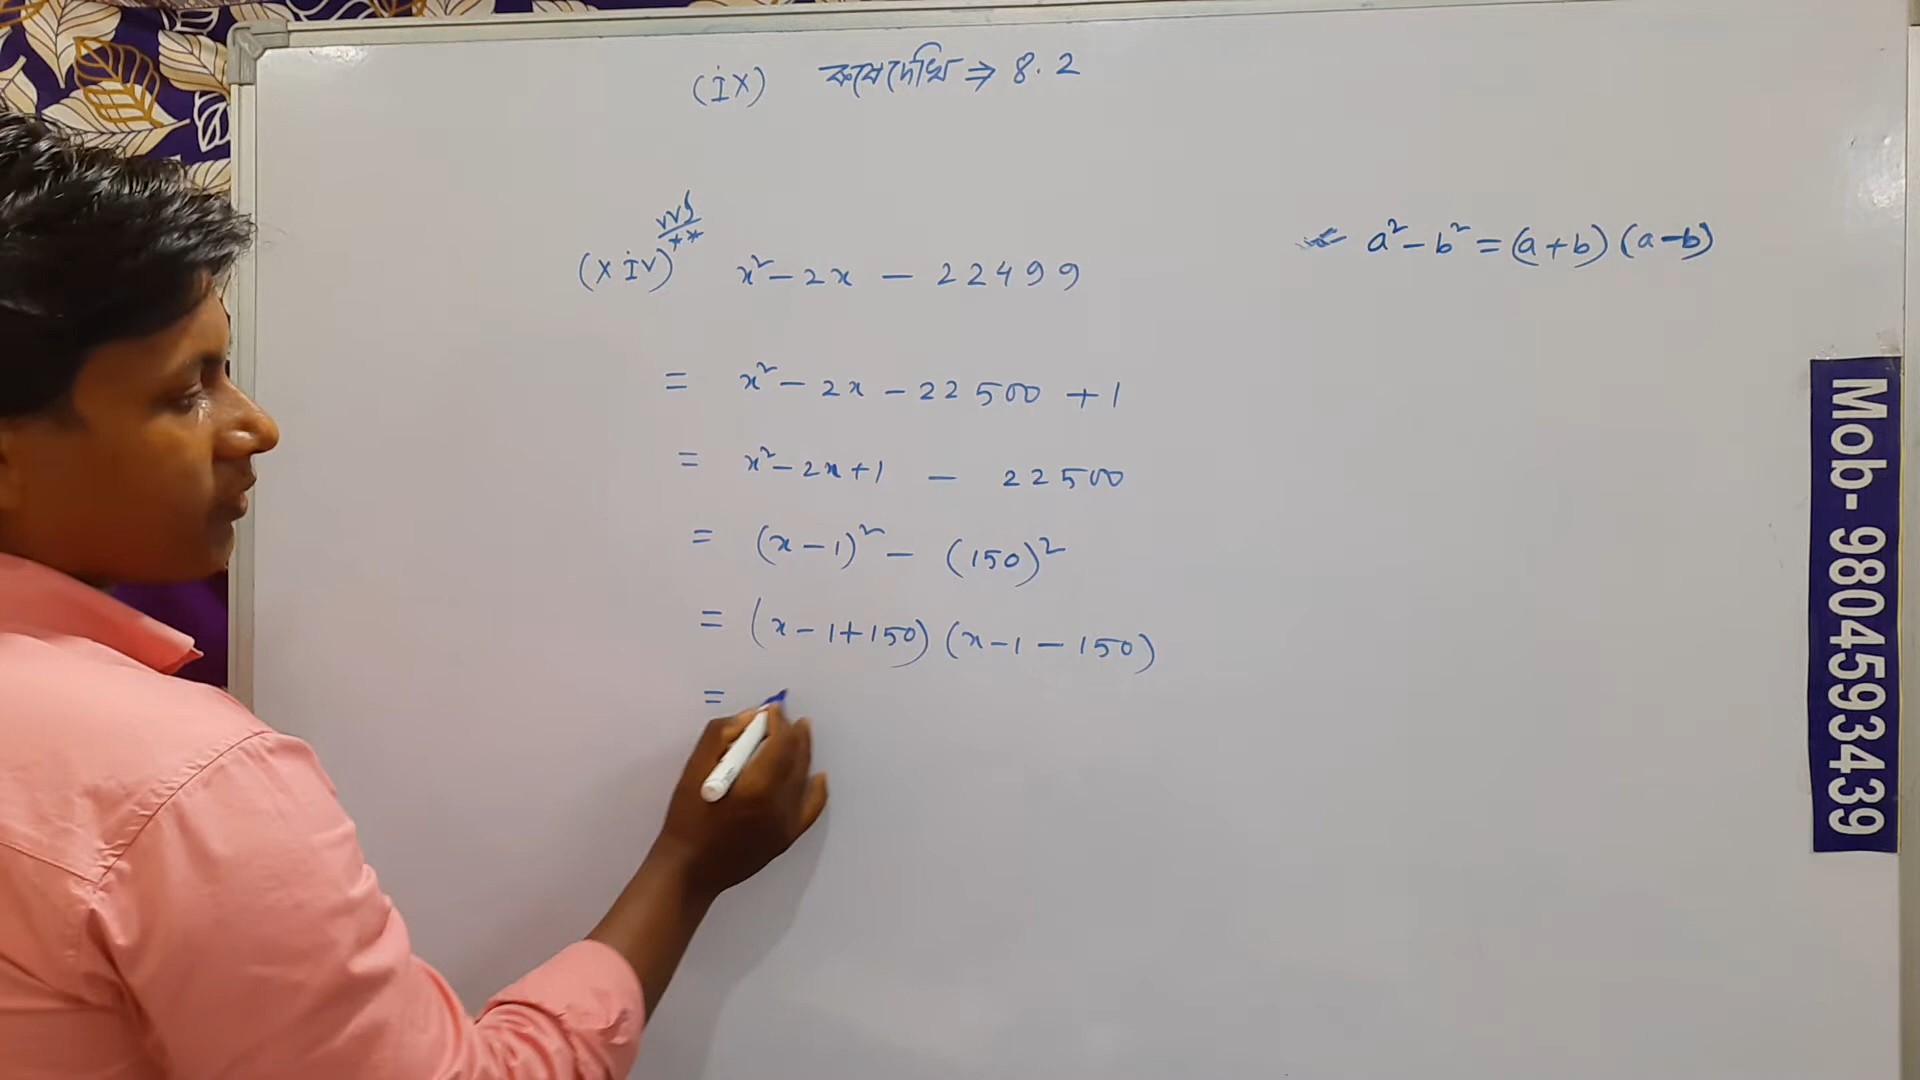 (ix) কষে দেখি ⇒ 8.2
vvI
**
(xiv) x² - 2x - 22499
a² - b² = (a+b) (a-b)
= x² - 2x - 22500 + 1
= x² - 2x + 1 - 22500
= (x - 1)² - (150)²
= (x - 1 + 150) (x - 1 - 150)
=
Mob- 9804593439